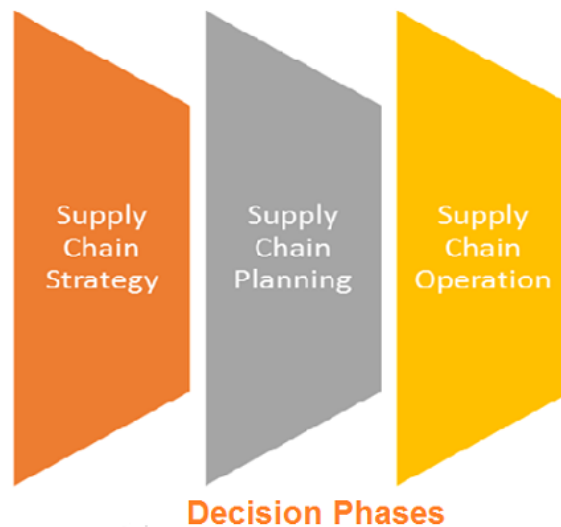 Supply
Chain
Strategy
Supply
Chain
Planning
Supply
Chain
Operation
Decision Phases